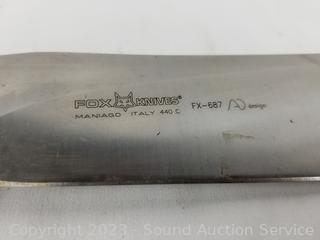 FOX KNIVES®
MANIAGO ITALY 440 C
FX-687 design
Copyright 2023 - Sound Auction Service